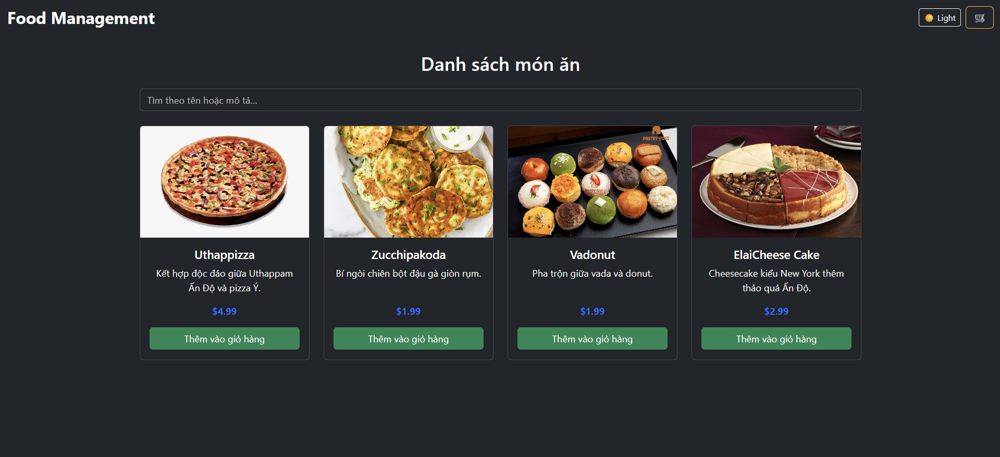 Food Management
Light
Danh sách món ăn
Tìm theo tên hoặc mô tả...
PASTRY POST
Uthappizza
Kết hợp độc đáo giữa Uthappam
Ấn Độ và pizza Ý.
$4.99
Thêm vào giỏ hàng
Zucchipakoda
Bí ngòi chiên bột đậu gà giòn rụm.
$1.99
Thêm vào giỏ hàng
Vadonut
Pha trộn giữa vada và donut.
$1.99
Thêm vào giỏ hàng
ElaiCheese Cake
Cheesecake kiểu New York thêm
thảo quả Ấn Độ.
$2.99
Thêm vào giỏ hàng